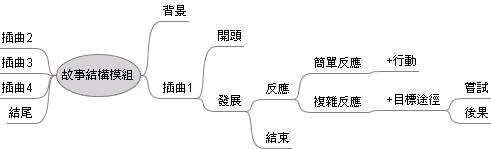 故事結構模組
背景
插曲1
開頭
發展
反應
簡單反應
+行動
複雜反應
+目標途徑
嘗試
後果
結束
插曲2
插曲3
插曲4
結尾